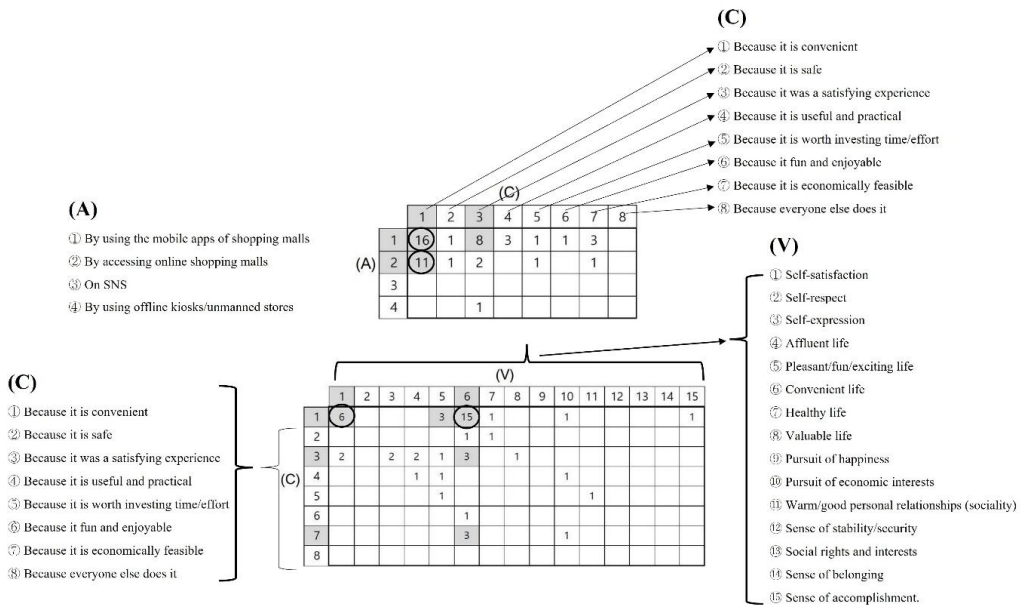 (C)
① Because it is convenient
② Because it is safe
③ Because it was a satisfying experience
④ Because it is useful and practical
⑤ Because it is worth investing time/effort
⑥ Because it fun and enjoyable
⑦ Because it is economically feasible
⑧ Because everyone else does it
(A)
① By using the mobile apps of shopping malls
② By accessing online shopping malls
③ On SNS
④ By using offline kiosks/unmanned stores
(C)
1 2 3 4 5 6 7 8
(A)
1 16 1 8 3 1 1 3
2 11 1 2 1 1
3
4 1
(V)
① Self-satisfaction
② Self-respect
③ Self-expression
④ Affluent life
⑤ Pleasant/fun/exciting life
⑥ Convenient life
⑦ Healthy life
⑧ Valuable life
⑨ Pursuit of happiness
⑩ Pursuit of economic interests
⑪ Warm/good personal relationships (sociality)
⑫ Sense of stability/security
⑬ Social rights and interests
⑭ Sense of belonging
⑮ Sense of accomplishment.
(C)
① Because it is convenient
② Because it is safe
③ Because it was a satisfying experience
④ Because it is useful and practical
⑤ Because it is worth investing time/effort
⑥ Because it fun and enjoyable
⑦ Because it is economically feasible
⑧ Because everyone else does it
(V)
1 2 3 4 5 6 7 8 9 10 11 12 13 14 15
(C)
1 6 3 15 1 1 1
2 1 1
3 2 2 2 1 3 1
4 1 1 1
5 1 1
6 1
7 3 1
8